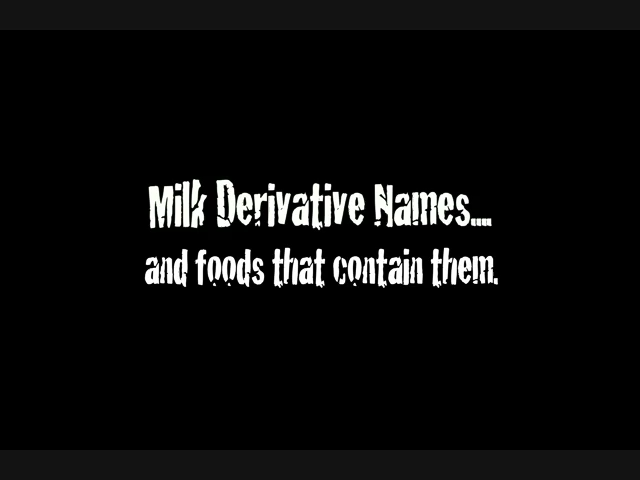 Milk Derivative Names....
and foods that contain them.